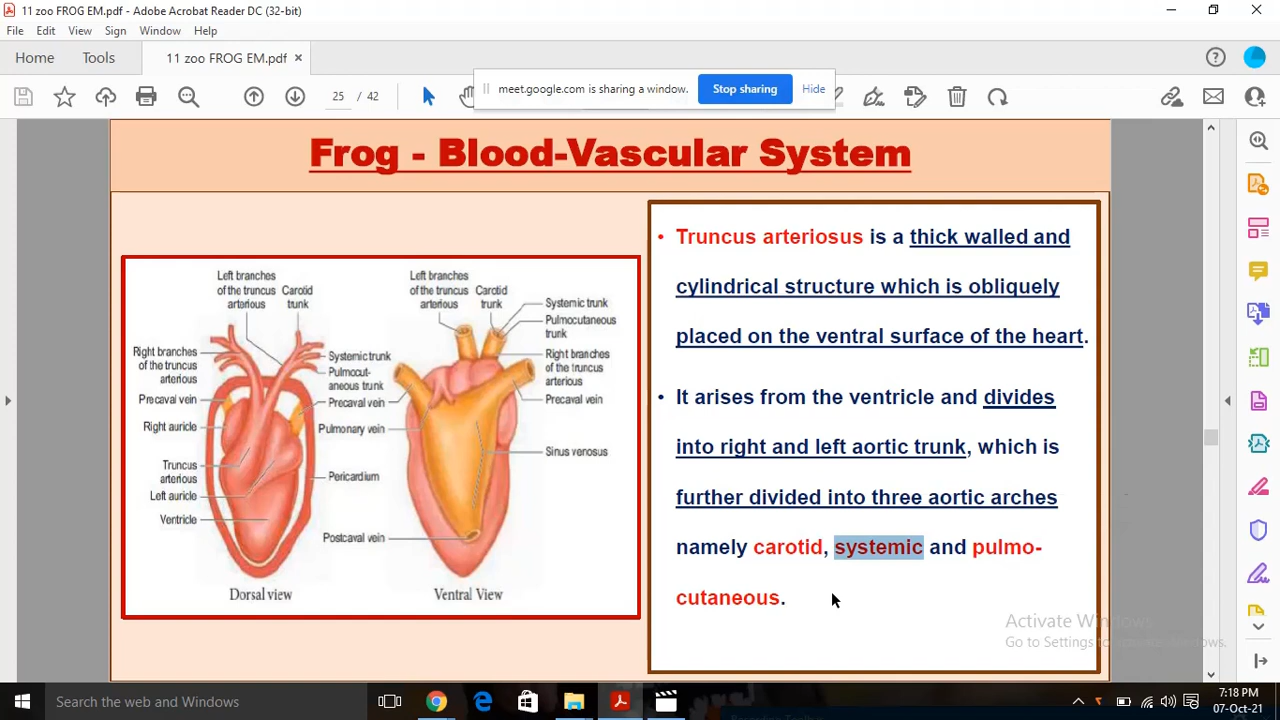 11 zoo FROG EM.pdf - Adobe Acrobat Reader DC (32-bit)
File Edit View Sign Window Help
Home Tools 11 zoo FROG EM.pdf ×
25 / 42
meet.google.com is sharing a window. Stop sharing Hide
Frog - Blood-Vascular System
Left branches
of the truncus
arterious
Carotid
trunk
Right branches
of the truncus
arterious
Precaval vein
Right auricle
Truncus
arterious
Left auricle
Ventricle
Systemic trunk
Pulmocut-
aneous trunk
Precaval vein
Pulmonary vein
Pericardium
Postcaval vein
Dorsal view
Left branches
of the truncus
arterious
Carotid
trunk
Systemic trunk
Pulmocutaneous
trunk
Right branches
of the truncus
arterious
Precaval vein
Sinus venosus
Ventral View
• Truncus arteriosus is a thick walled and
cylindrical structure which is obliquely
placed on the ventral surface of the heart.
• It arises from the ventricle and divides
into right and left aortic trunk, which is
further divided into three aortic arches
namely carotid, systemic and pulmo-
cutaneous.
Activate Windows
Go to Settings to activate Windows.
Search the web and Windows
7:18 PM
07-Oct-21